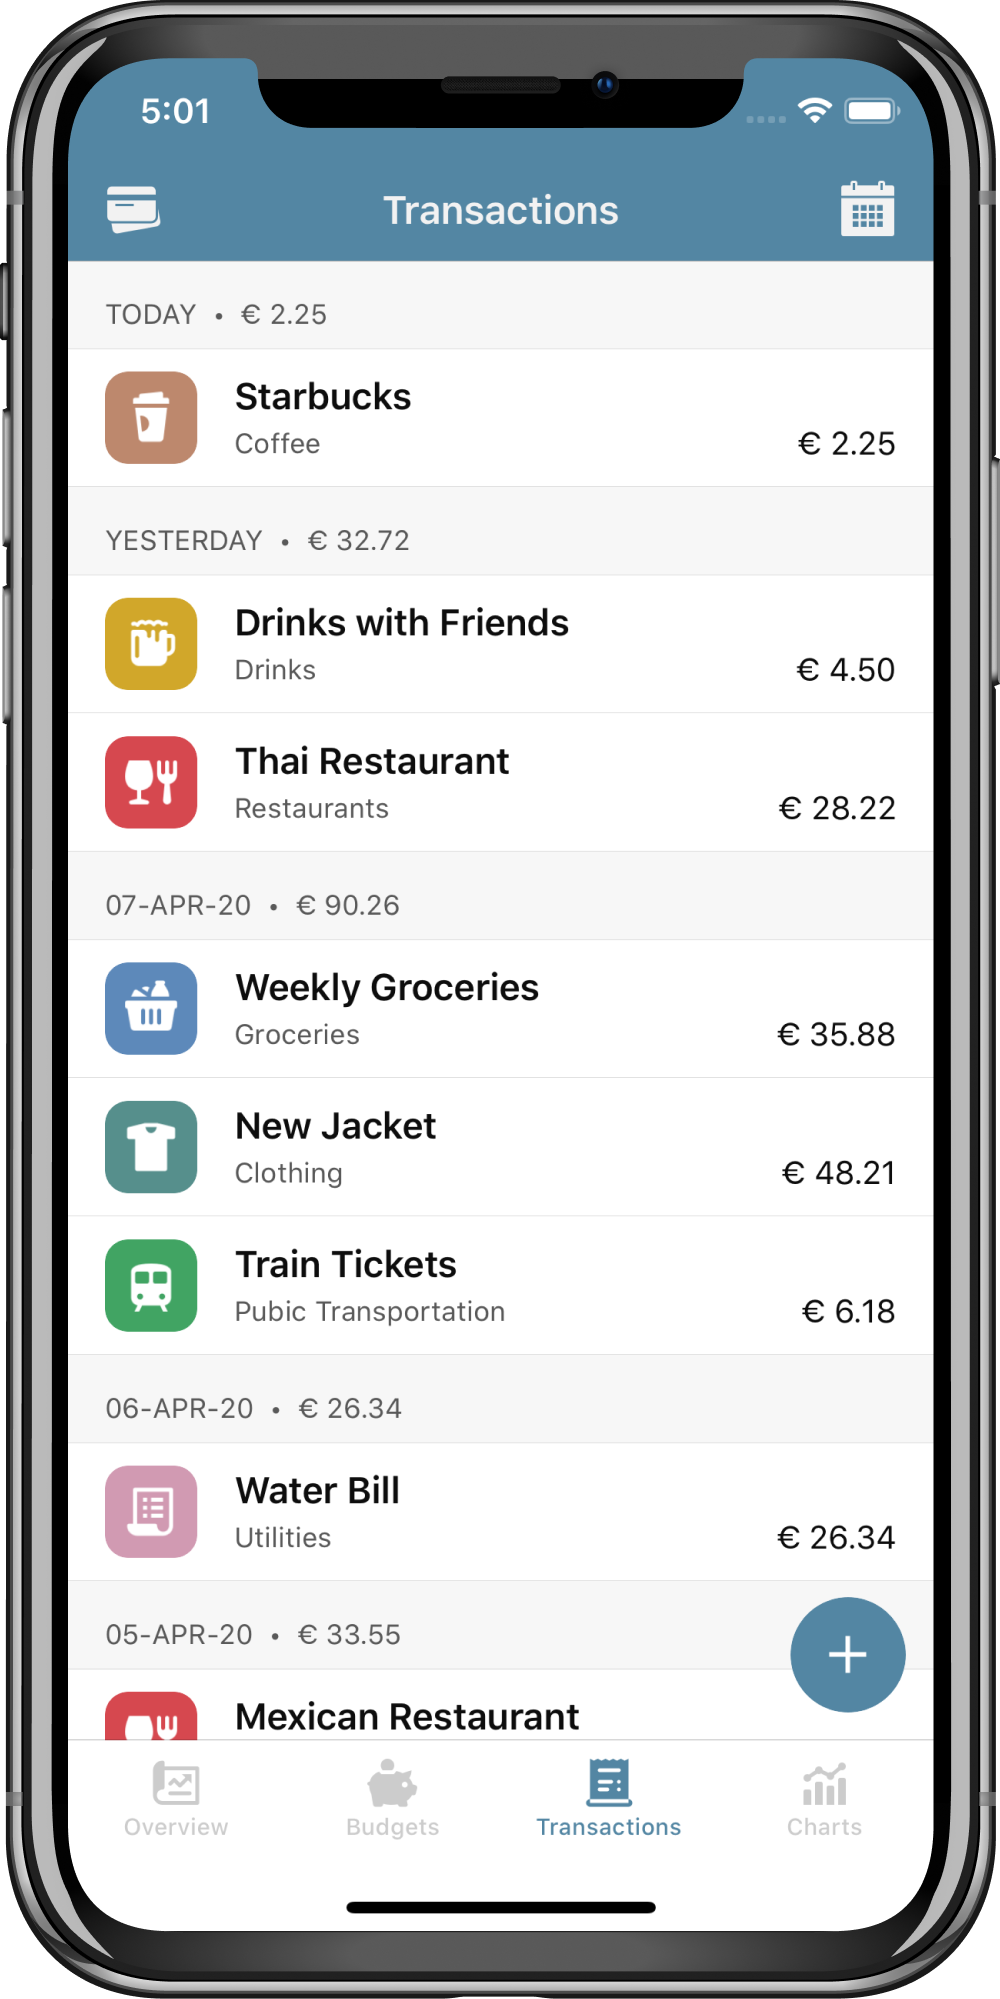 5:01
Transactions
TODAY • € 2.25
Starbucks
Coffee
€ 2.25
YESTERDAY • € 32.72
Drinks with Friends
Drinks
€ 4.50
Thai Restaurant
Restaurants
€ 28.22
07-APR-20 • € 90.26
Weekly Groceries
Groceries
€ 35.88
New Jacket
Clothing
€ 48.21
Train Tickets
Pubic Transportation
€ 6.18
06-APR-20 • € 26.34
Water Bill
Utilities
€ 26.34
05-APR-20 • € 33.55
Mexican Restaurant
Overview
Budgets
Transactions
Charts